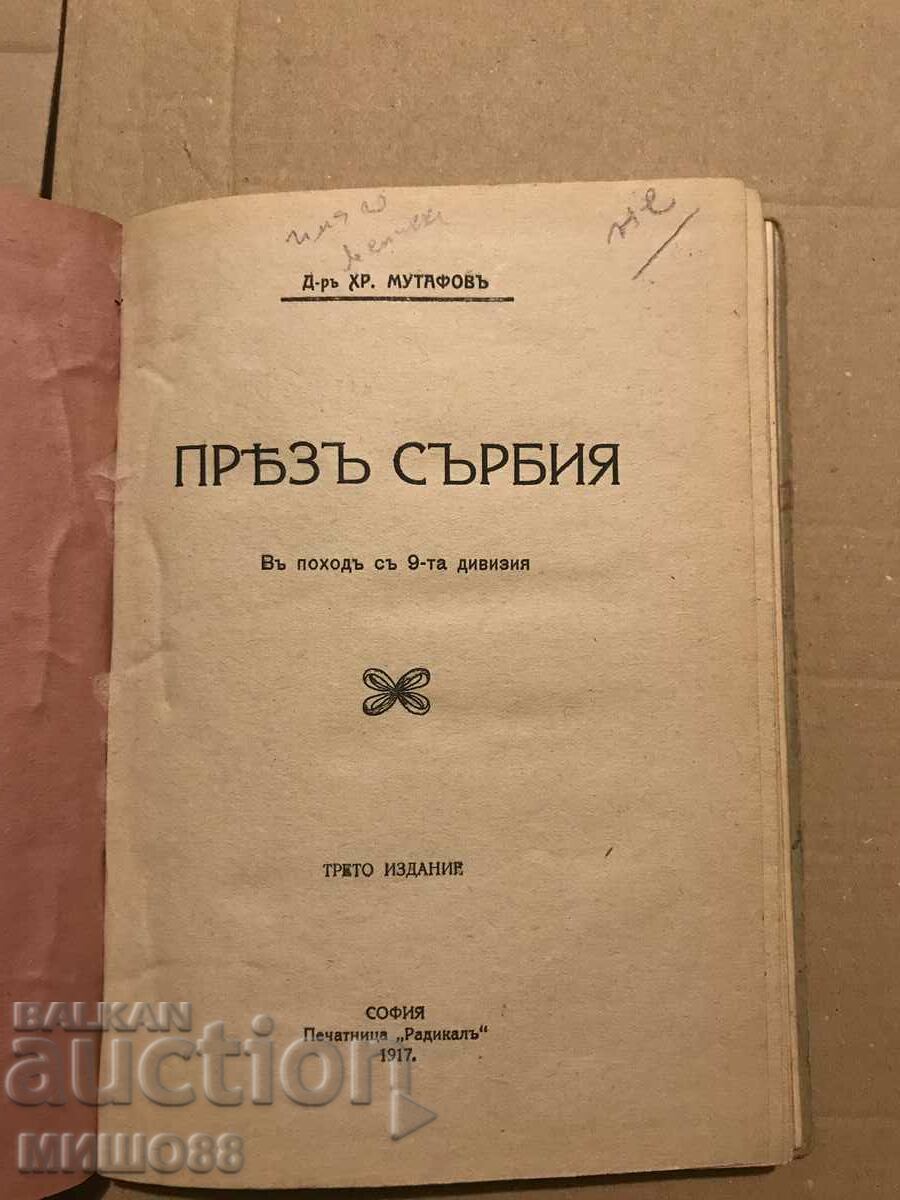 Д-ръ ХР. МУТАФОВЪ
ПРѢЗЪ СЪРБИЯ
Въ походъ съ 9-та дивизия
ТРЕТО ИЗДАНИЕ
СОФИЯ
Печатница „Радикалъ“
1917.
BALKAN
auction
МИШО88